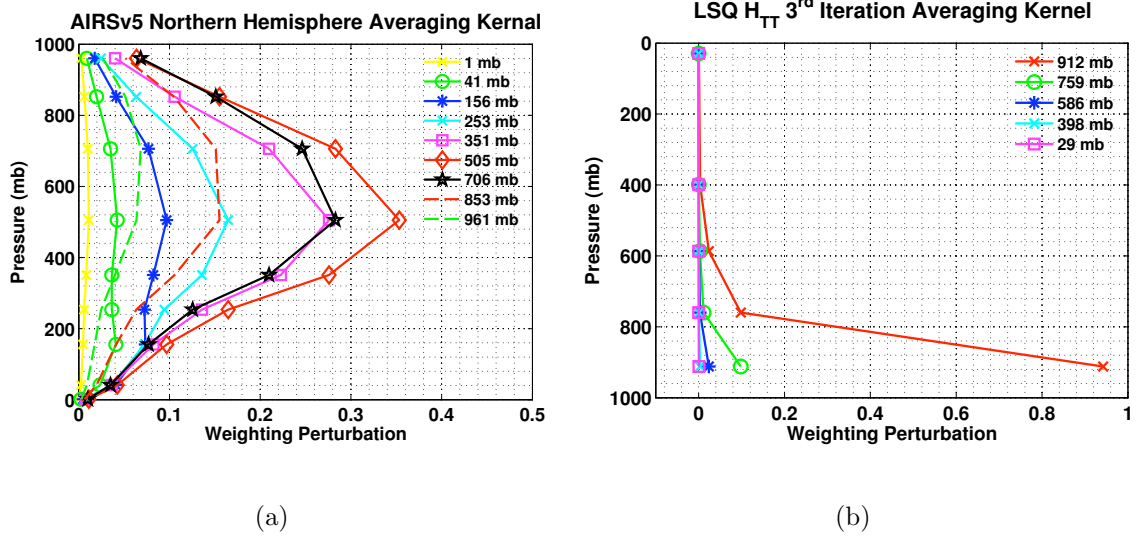 AIRSv5 Northern Hemisphere Averaging Kernal
1000
800
600
400
200
0
Pressure (mb)
0
0.1
0.2
0.3
0.4
0.5
Weighting Perturbation
1 mb
41 mb
156 mb
253 mb
351 mb
505 mb
706 mb
853 mb
961 mb
(a)
LSQ H_TT 3rd Iteration Averaging Kernel
0
200
400
600
800
1000
Pressure (mb)
0
0.2
0.4
0.6
0.8
1
Weighting Perturbation
912 mb
759 mb
586 mb
398 mb
29 mb
(b)